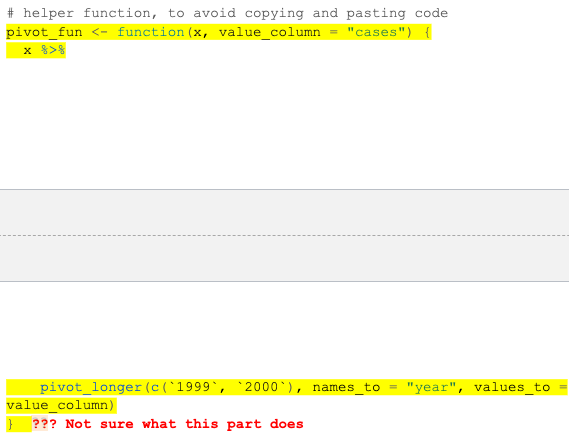 # helper function, to avoid copying and pasting code
pivot_fun <- function(x, value_column = "cases") {
  x %>%
    pivot_longer(c(`1999`, `2000`), names_to = "year", values_to =
value_column)
}  ??? Not sure what this part does